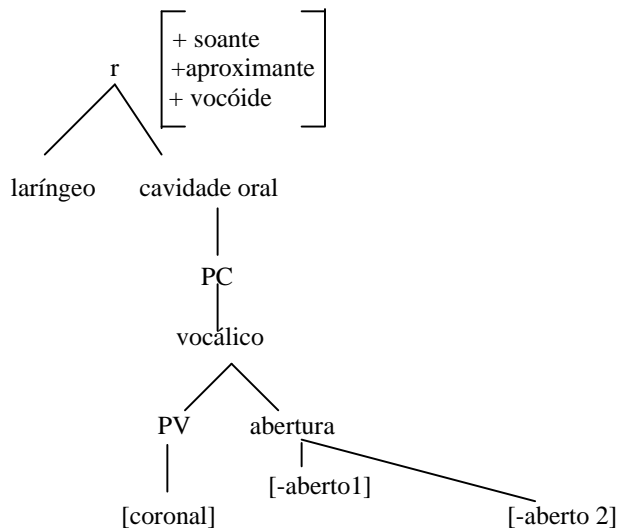 + soante
r
+aproximante
+ vocóide
laríngeo cavidade oral
PC
vocálico
PV abertura
[-aberto1]
[coronal] [-aberto 2]